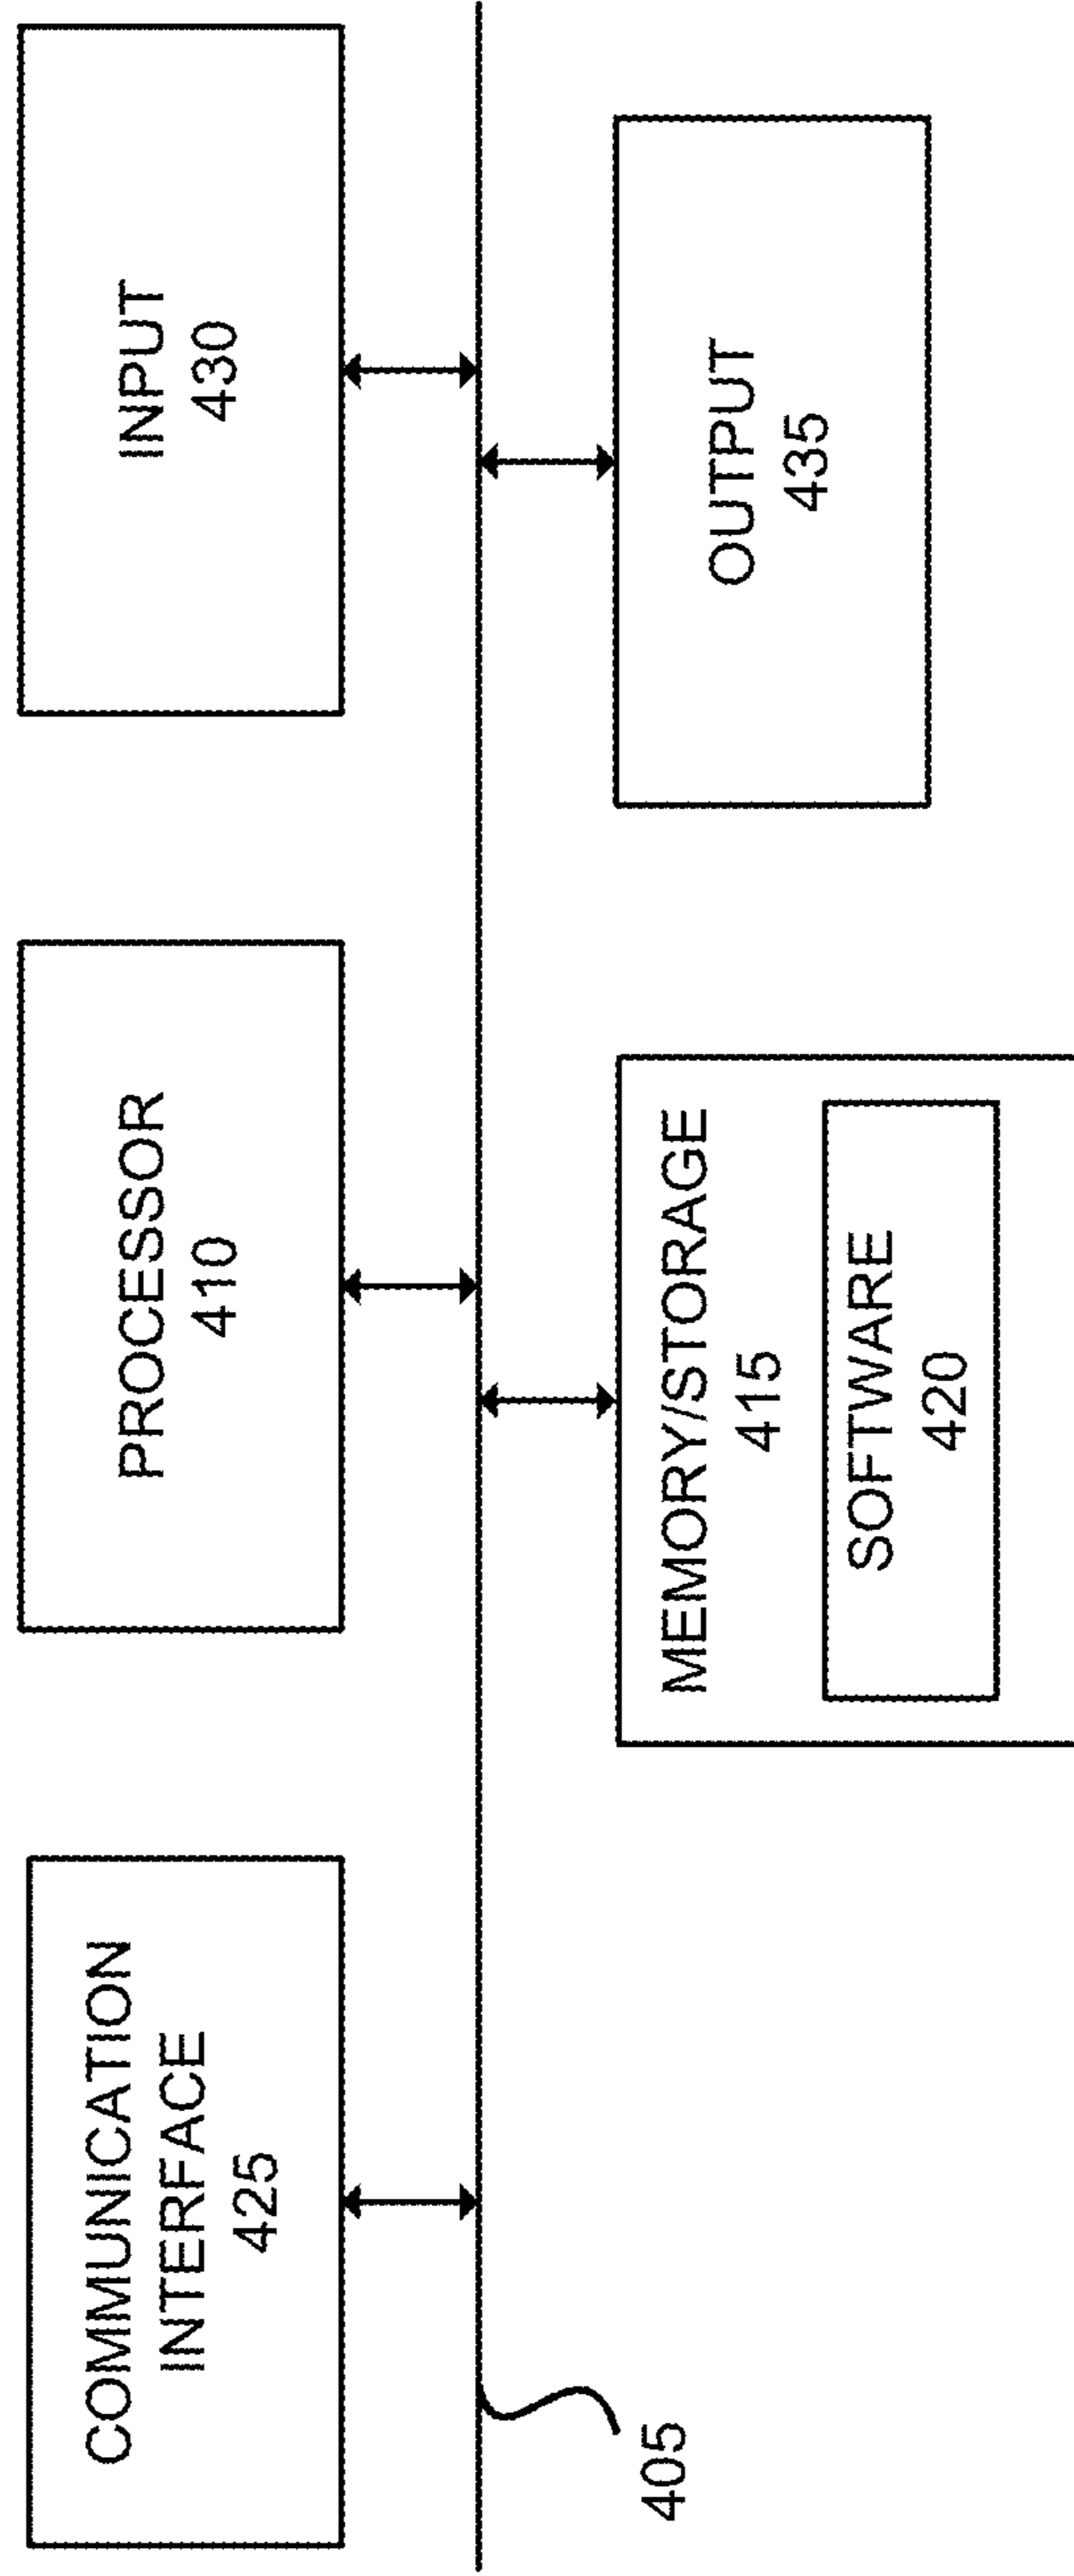 COMMUNICATION
INTERFACE
425
PROCESSOR
410
INPUT
430
405
MEMORY/STORAGE
415
SOFTWARE
420
OUTPUT
435